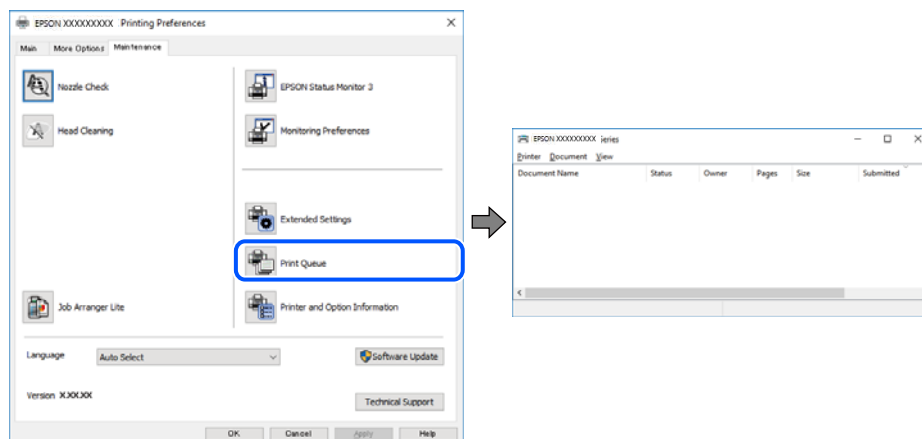 EPSON XXXXXXXXX Printing Preferences
Main More Options Maintenance
Nozzle Check
Head Cleaning
Job Arranger Lite
EPSON Status Monitor 3
Monitoring Preferences
Extended Settings
Print Queue
Printer and Option Information
Language Auto Select Software Update
Version X.XX.XX
Technical Support
OK Cancel Apply Help
EPSON XXXXXXXXX ieries
Printer Document View
Document Name Status Owner Pages Size Submitted